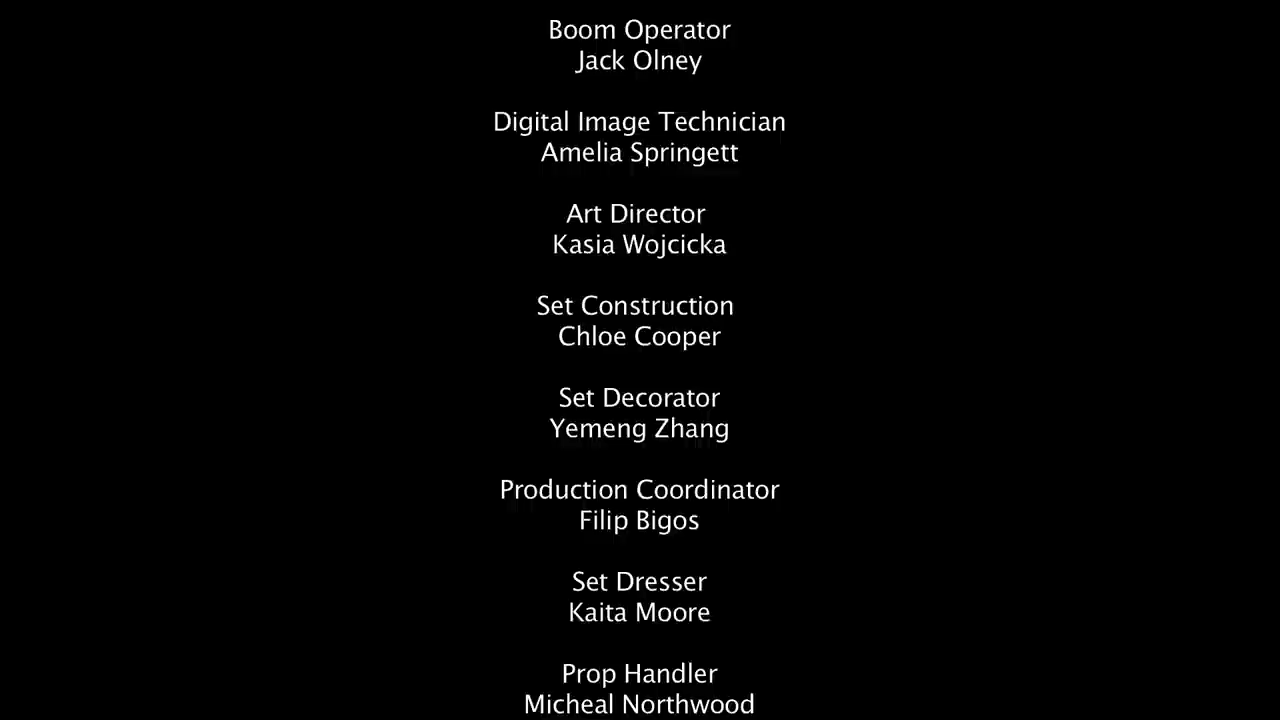 Boom Operator
Jack Olney
Digital Image Technician
Amelia Springett
Art Director
Kasia Wojcicka
Set Construction
Chloe Cooper
Set Decorator
Yemeng Zhang
Production Coordinator
Filip Bigos
Set Dresser
Kaita Moore
Prop Handler
Micheal Northwood